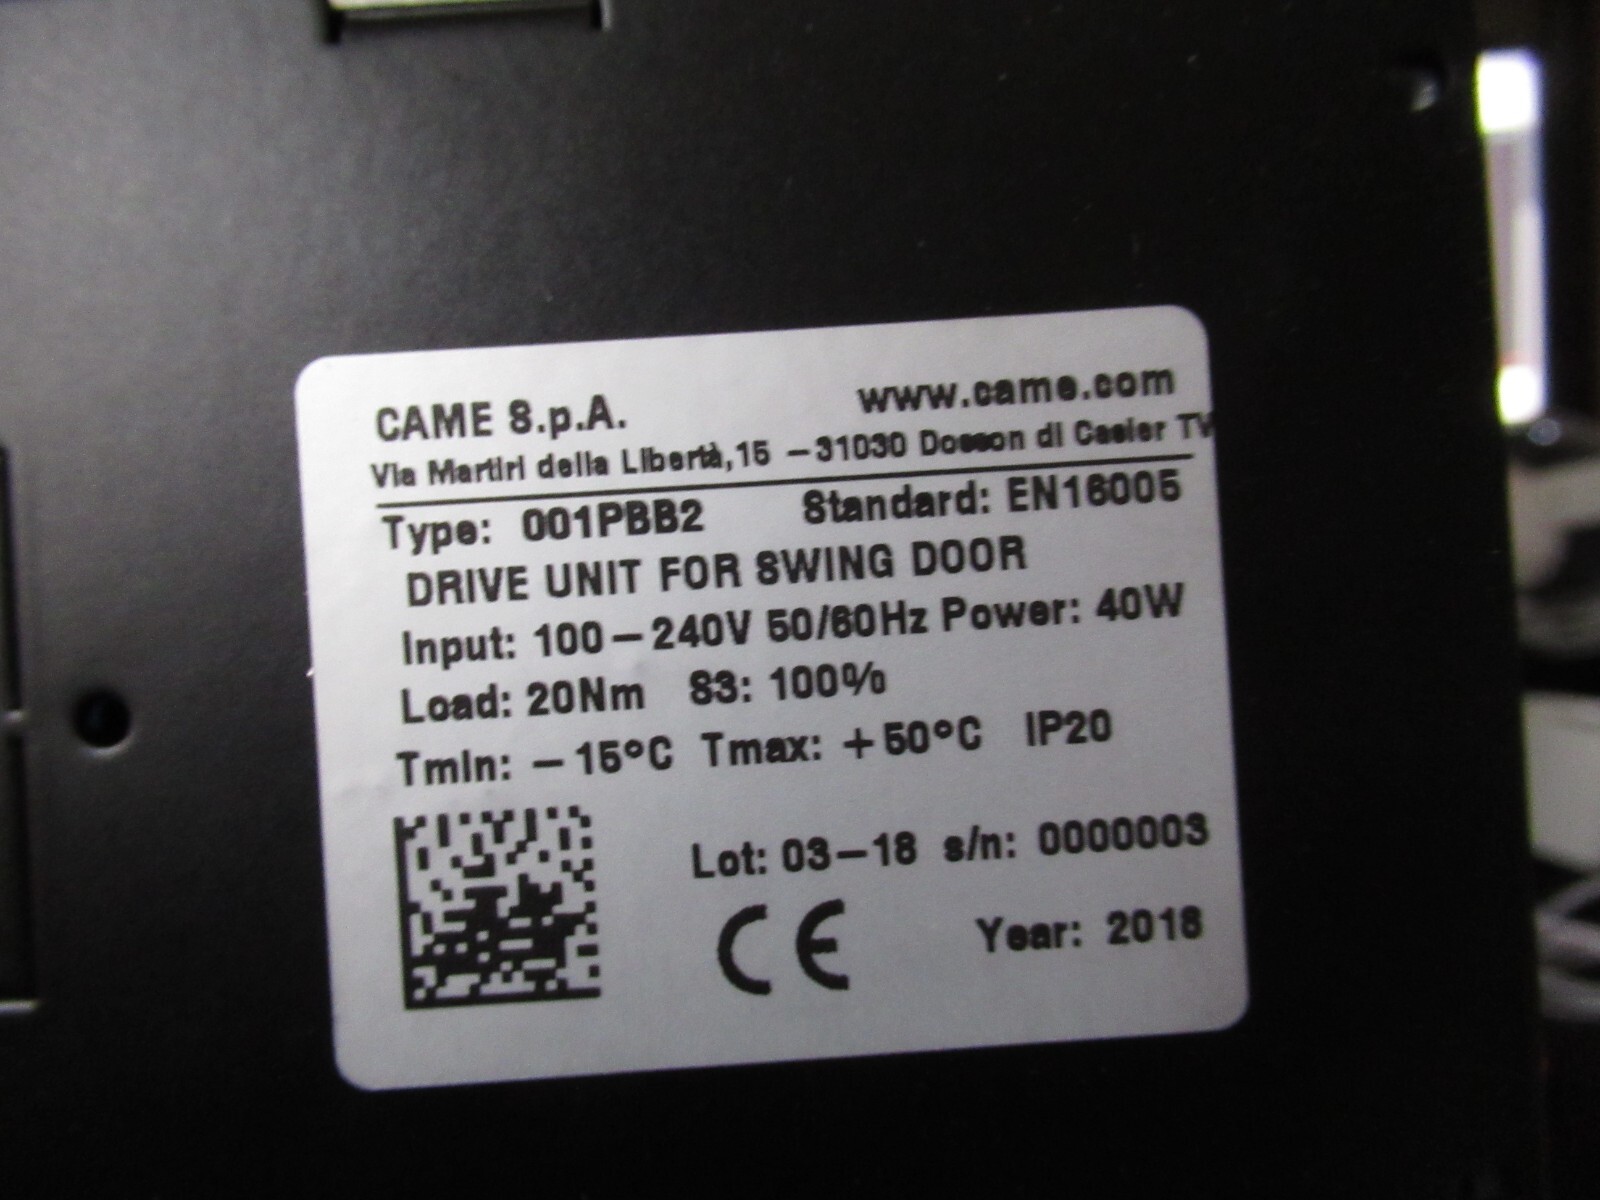 CAME S.p.A. www.came.com
Via Martiri della Libertà,15 –31030 Dosson di Casier TV
Type: 001PBB2 Standard: EN16005
DRIVE UNIT FOR SWING DOOR
Input: 100–240V 50/60Hz Power: 40W
Load: 20Nm S3: 100%
Tmin: –15°C Tmax: +50°C IP20
Lot: 03–18 s/n: 0000003
CE Year: 2018